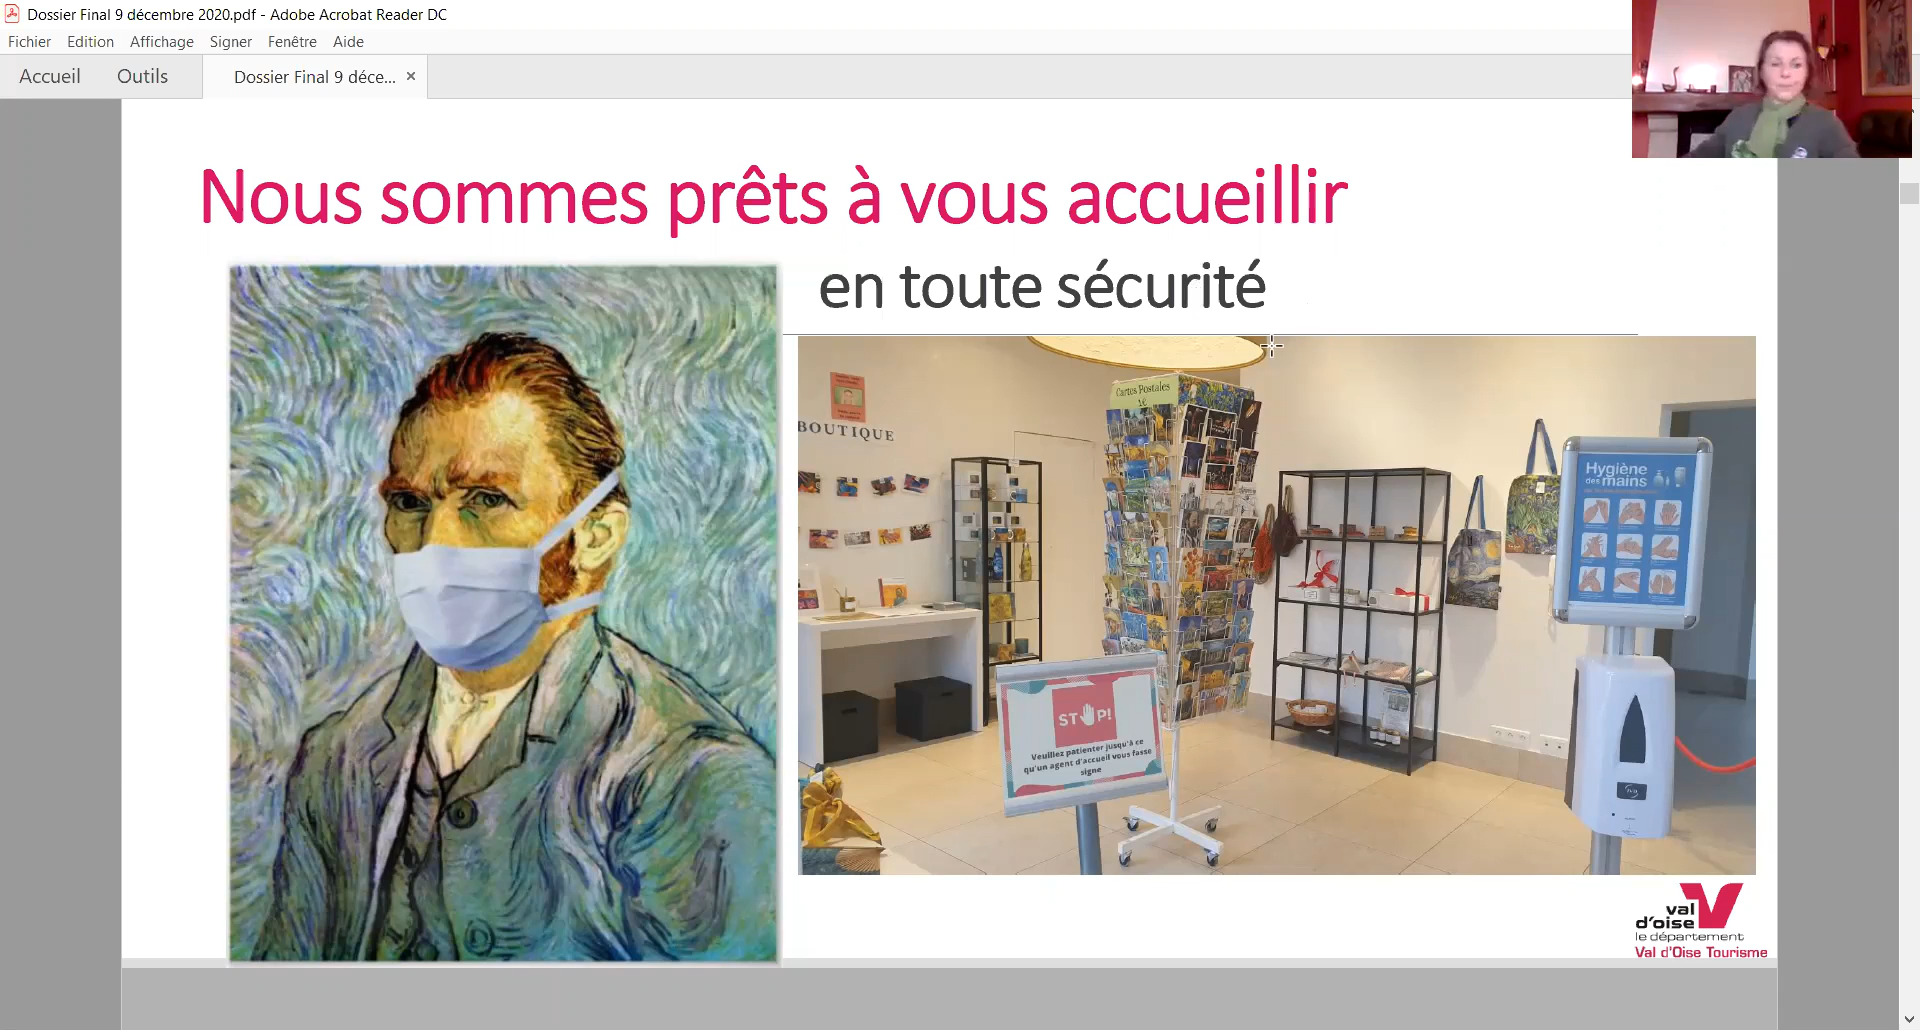 Dossier Final 9 décembre 2020.pdf - Adobe Acrobat Reader DC
Fichier Edition Affichage Signer Fenêtre Aide
Accueil Outils Dossier Final 9 déce... ×
Nous sommes prêts à vous accueillir
en toute sécurité
Cartes Postales
1€
BOUTIQUE
Hygiène
des mains
STOP!
Veuillez patienter jusqu'à ce
qu'un agent d'accueil vous fasse
signe
val
d'oise
le département
Val d'Oise Tourisme